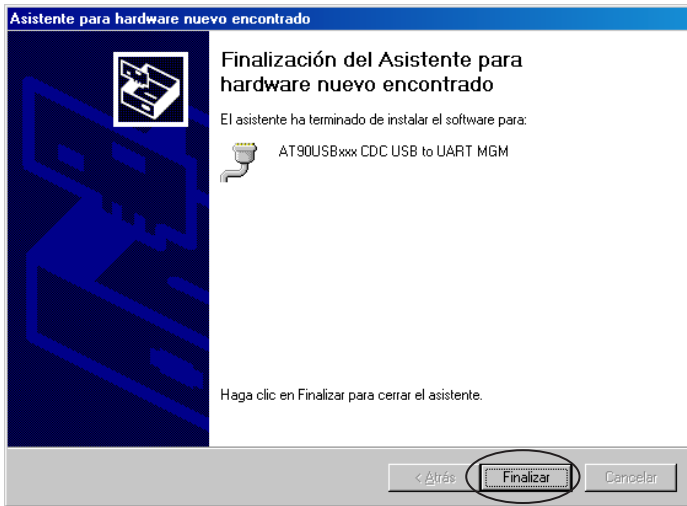 Asistente para hardware nuevo encontrado
Finalización del Asistente para
hardware nuevo encontrado
El asistente ha terminado de instalar el software para:
AT90USBxxx CDC USB to UART MGM
Haga clic en Finalizar para cerrar el asistente.
< Atrás Finalizar Cancelar